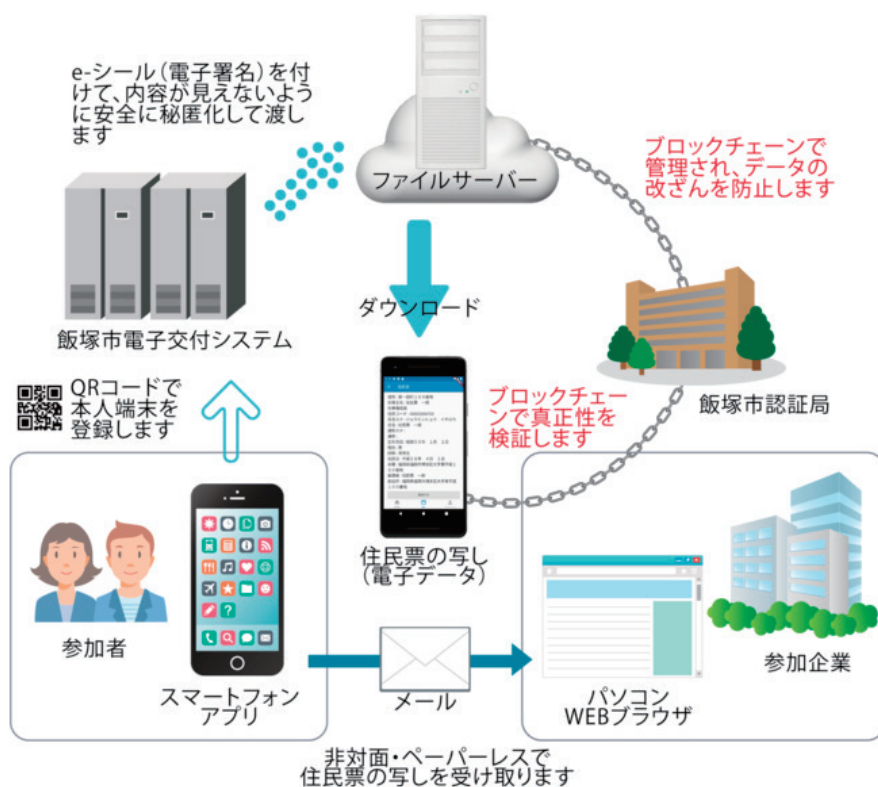 e-シール（電子署名）を付
けて、内容が見えないよう
に安全に秘匿化して渡し
ます
ファイルサーバー
ブロックチェーンで
管理され、データの
改ざんを防止します
飯塚市電子交付システム
ダウンロード
飯塚市認証局
QRコードで
本人端末を
登録します
ブロックチェー
ンで真正性を
検証します
住民票の写し
（電子データ）
参加者
スマートフォン
アプリ
メール
パソコン
WEBブラウザ
参加企業
非対面・ペーパーレスで
住民票の写しを受け取ります